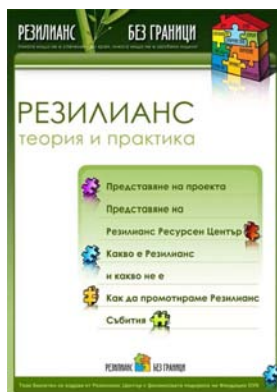 РЕЗИЛИАНС БЕЗ ГРАНИЦИ
РЕЗИЛИАНС
теория и практика
Представяне на проекта
Представяне на
Резилианс Ресурсен Център
Какво е Резилианс
и какво не е
Как да промотираме Резилианс
Събития
РЕЗИЛИАНС БЕЗ ГРАНИЦИ